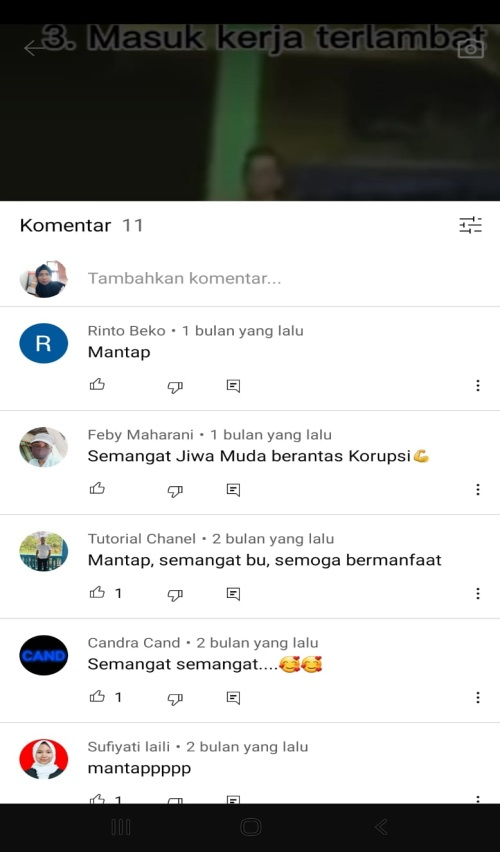 3. Masuk kerja terlambat
Komentar 11
Tambahkan komentar...
R
Rinto Beko • 1 bulan yang lalu
Mantap
Feby Maharani • 1 bulan yang lalu
Semangat Jiwa Muda berantas Korupsi💪
Tutorial Chanel • 2 bulan yang lalu
Mantap, semangat bu, semoga bermanfaat
1
CAND
Candra Cand • 2 bulan yang lalu
Semangat semangat....🥰🥰
1
Sufiyati laili • 2 bulan yang lalu
mantappppp
1